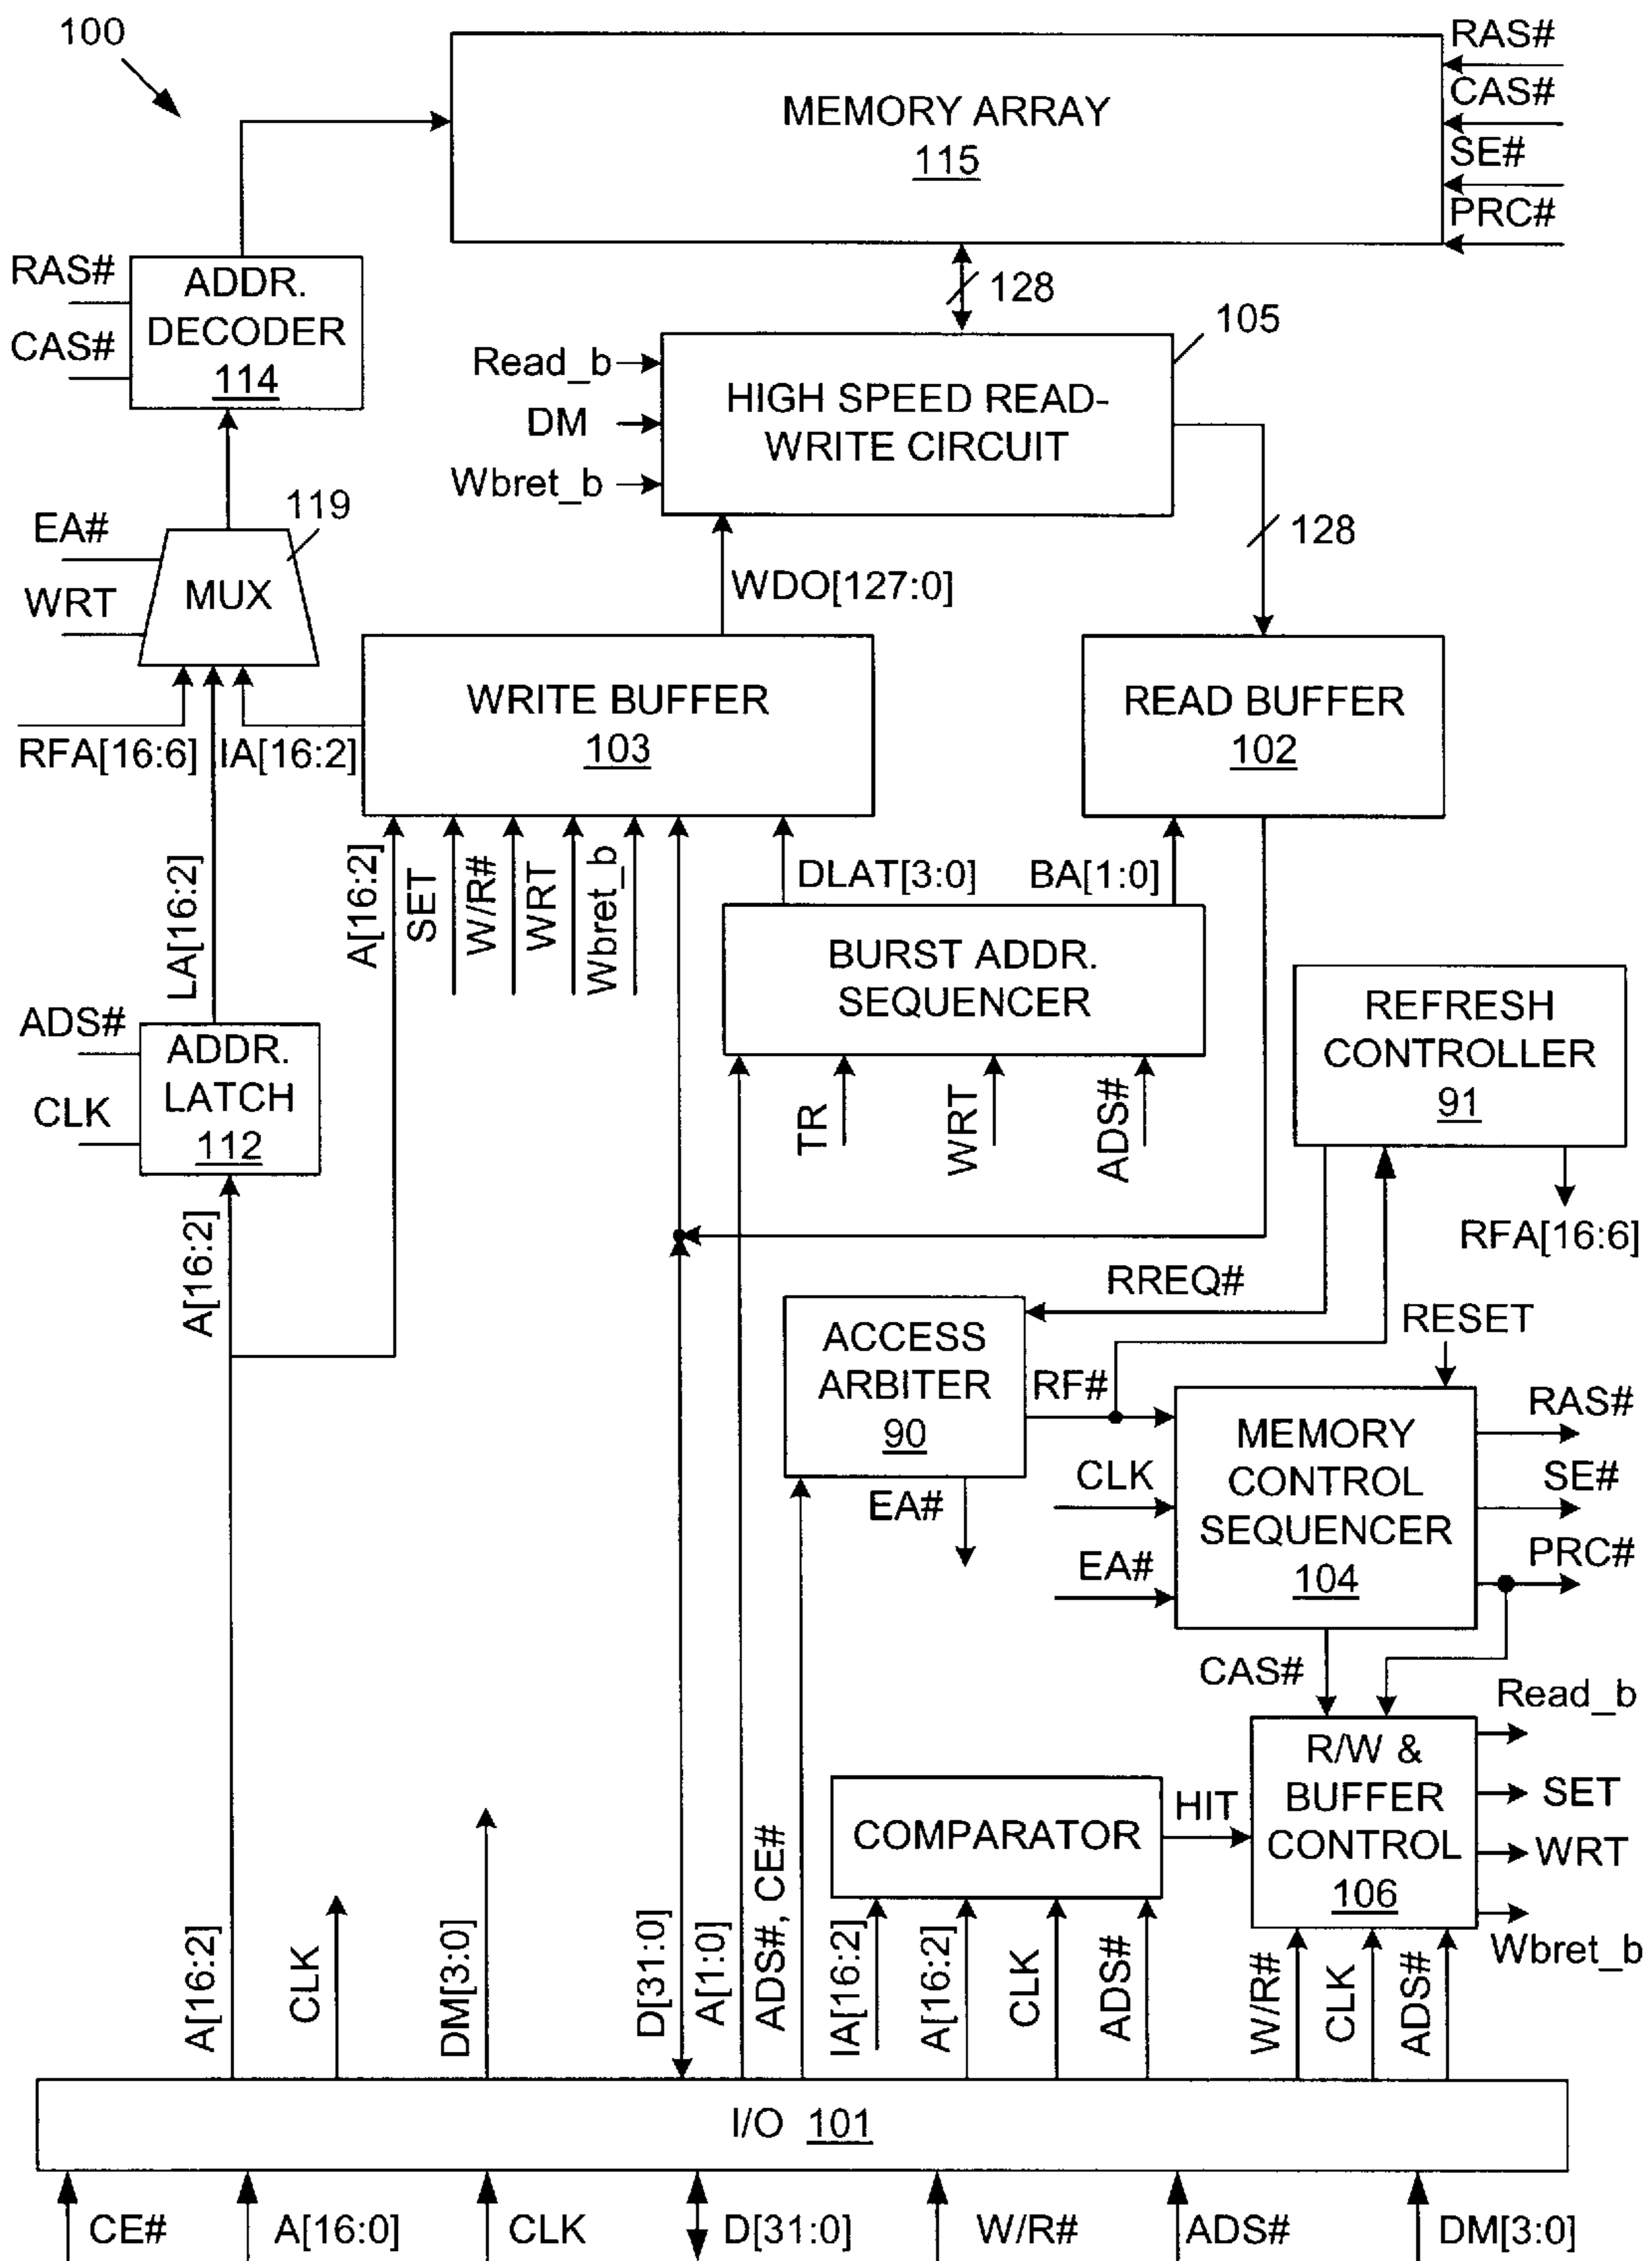 100
RAS#
CAS#
SE#
PRC#
MEMORY ARRAY
115
128
RAS#
CAS#
ADDR.
DECODER
114
105
Read_b
DM
Wbret_b
HIGH SPEED READ-
WRITE CIRCUIT
128
119
EA#
WRT
MUX
WDO[127:0]
WRITE BUFFER
103
READ BUFFER
102
RFA[16:6]
IA[16:2]
LA[16:2]
A[16:2]
SET
W/R#
WRT
Wbret_b
DLAT[3:0]
BA[1:0]
BURST ADDR.
SEQUENCER
TR
WRT
ADS#
REFRESH
CONTROLLER
91
RFA[16:6]
ADS#
CLK
ADDR.
LATCH
112
A[16:2]
RREQ#
RESET
ACCESS
ARBITER
90
RF#
EA#
CLK
EA#
MEMORY
CONTROL
SEQUENCER
104
RAS#
SE#
PRC#
CAS#
R/W &
BUFFER
CONTROL
106
Read_b
SET
WRT
Wbret_b
COMPARATOR
HIT
A[16:2]
CLK
DM[3:0]
D[31:0]
A[1:0]
ADS#, CE#
IA[16:2]
A[16:2]
CLK
ADS#
W/R#
CLK
ADS#
I/O 101
CE#
A[16:0]
CLK
D[31:0]
W/R#
ADS#
DM[3:0]